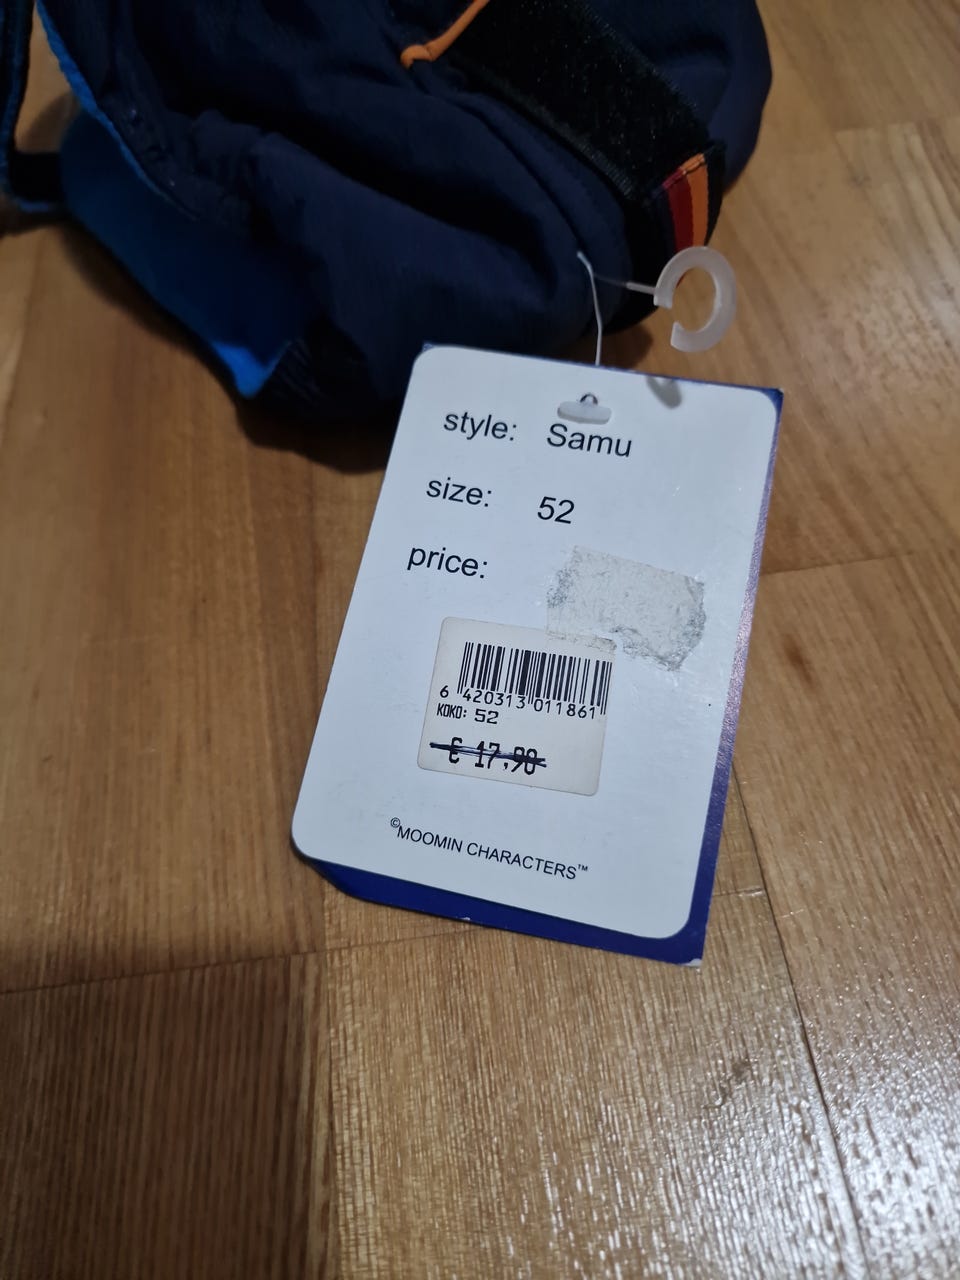 style: Samu
size: 52
price:
6 420313 011861
KOKO: 52
€ 17,90
©MOOMIN CHARACTERS™